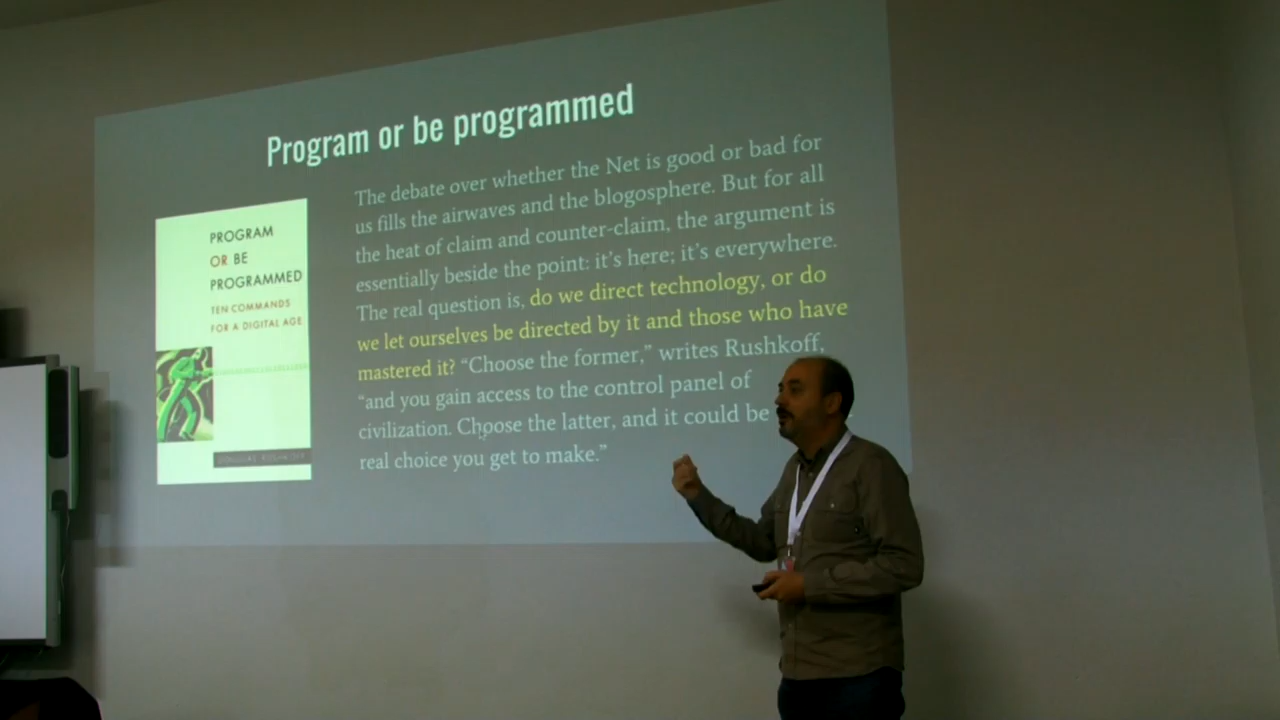 Program or be programmed
PROGRAM
OR BE
PROGRAMMED
TEN COMMANDS
FOR A DIGITAL AGE
The debate over whether the Net is good or bad for
us fills the airwaves and the blogosphere. But for all
the heat of claim and counter-claim, the argument is
essentially beside the point: it’s here; it’s everywhere.
The real question is, do we direct technology, or do
we let ourselves be directed by it and those who have
mastered it? “Choose the former,” writes Rushkoff,
“and you gain access to the control panel of
civilization. Choose the latter, and it could be
real choice you get to make.”